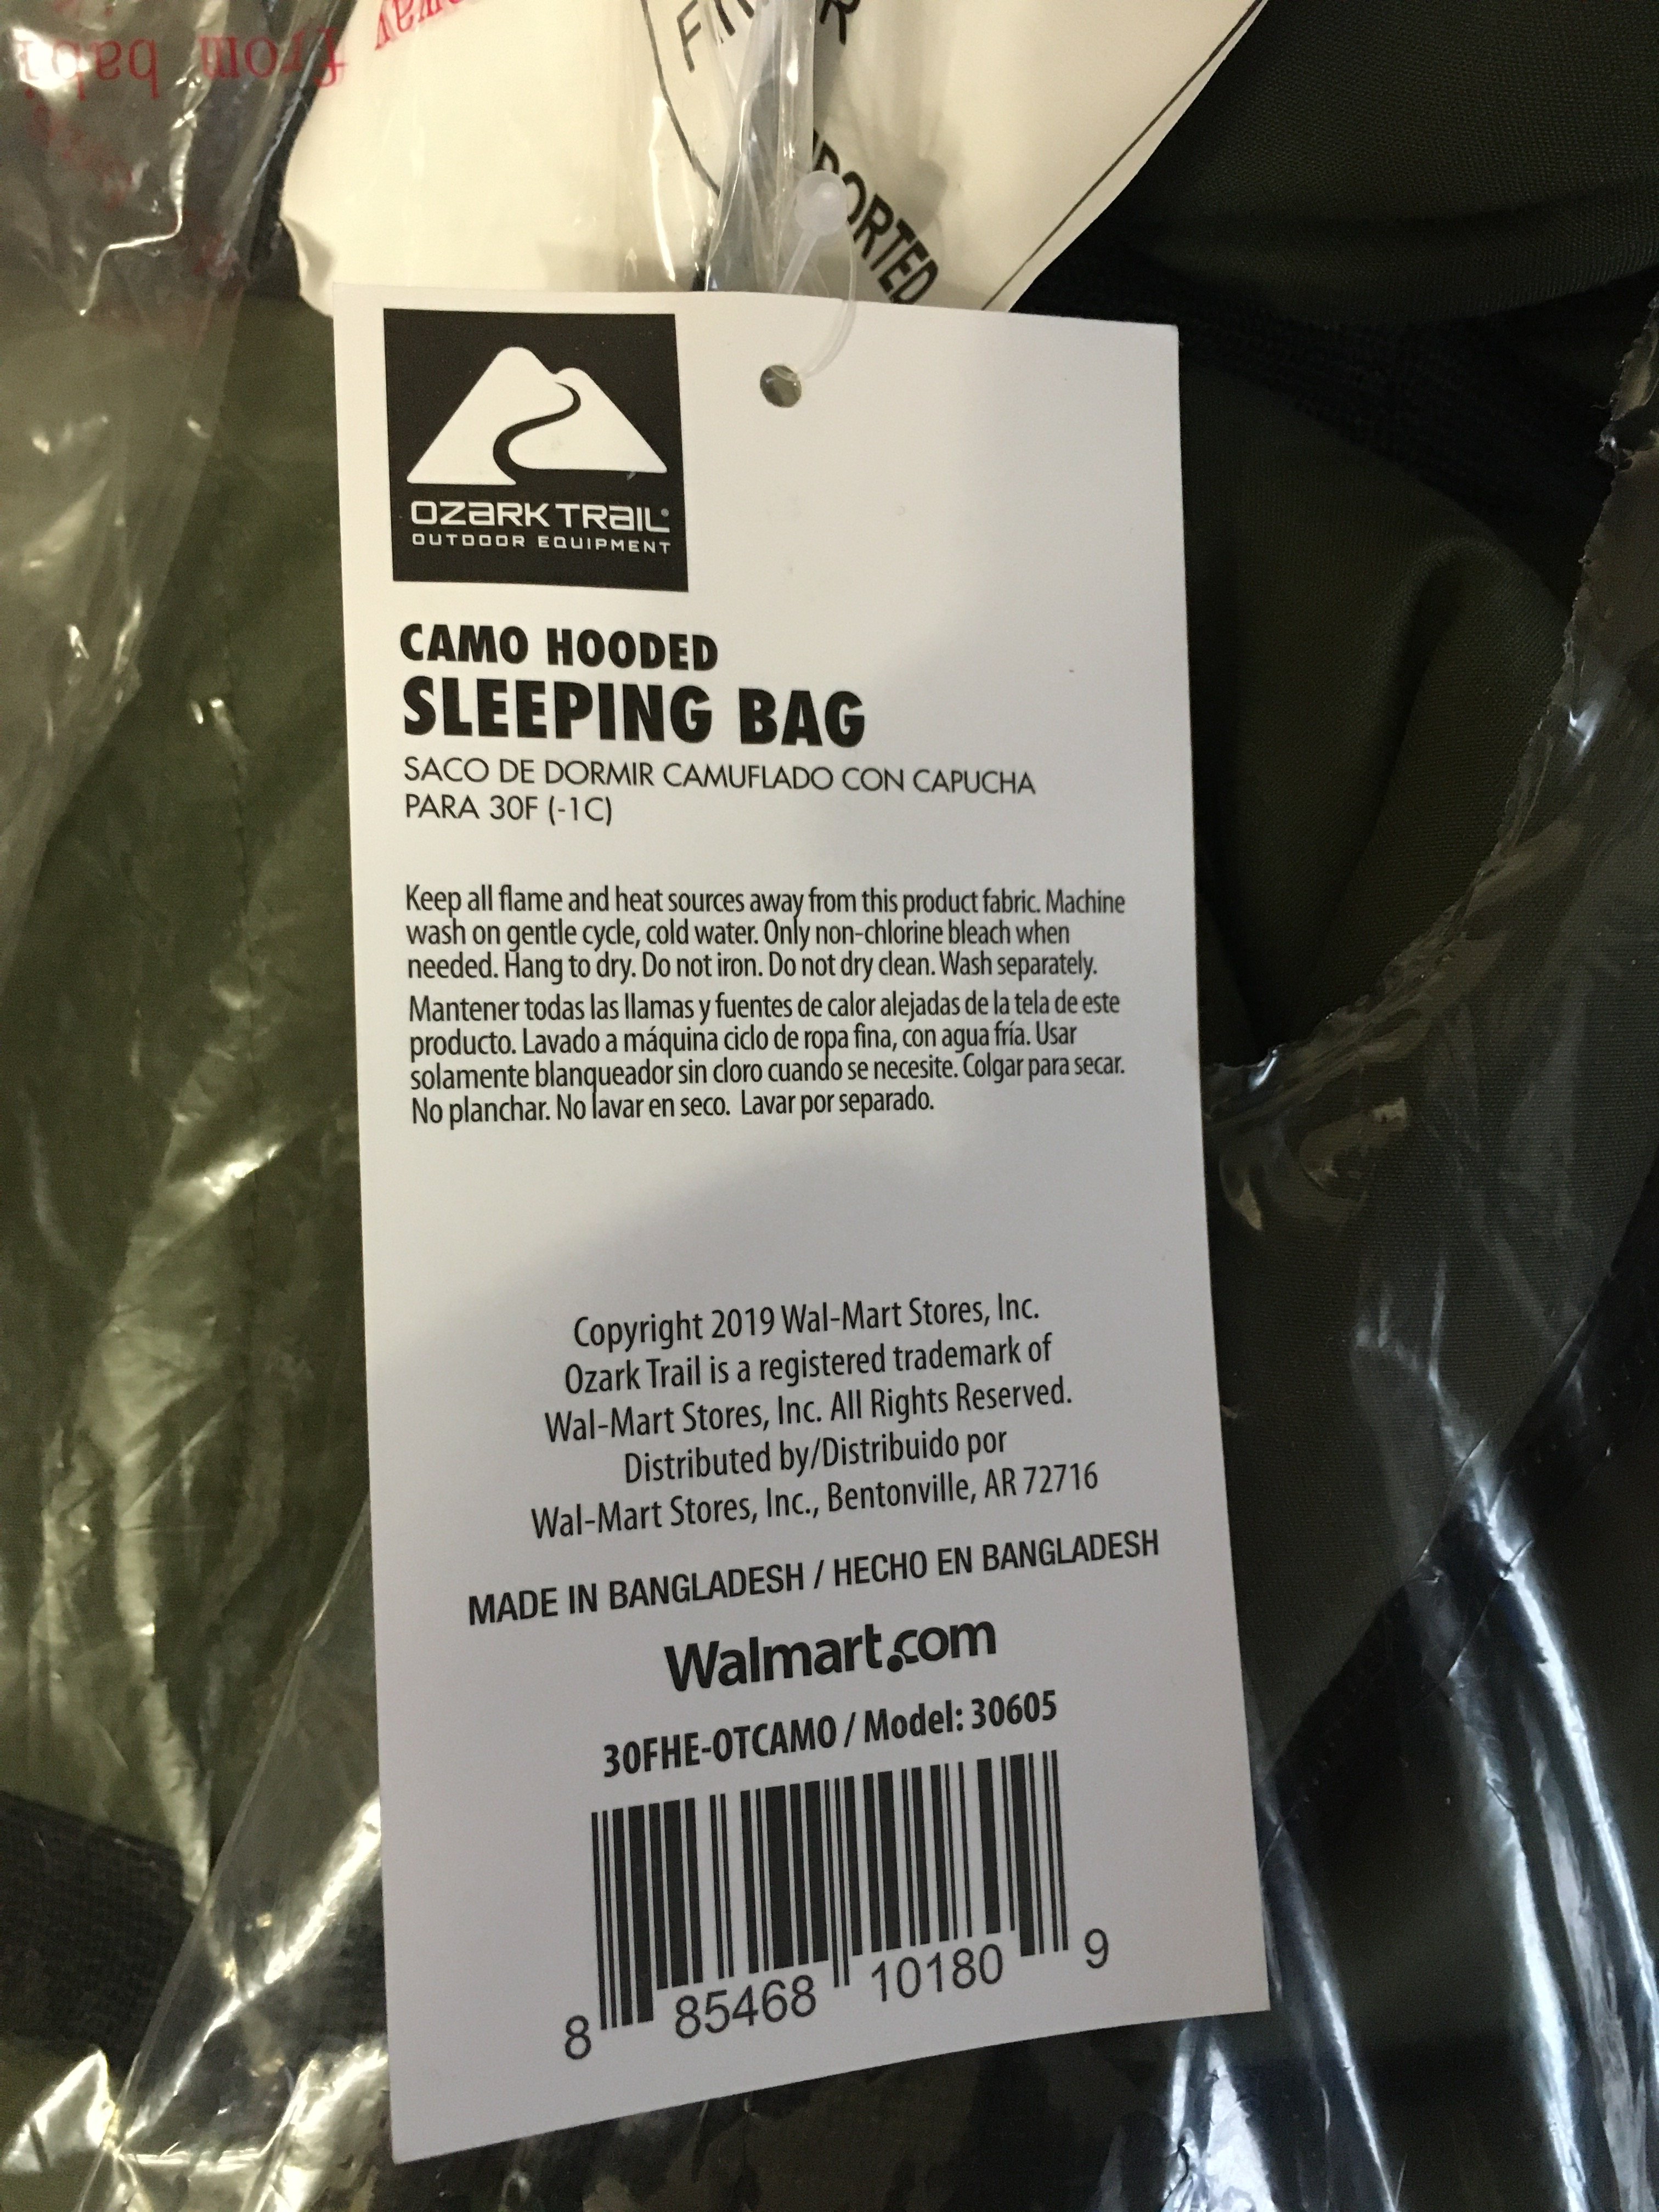 from bab
away
ORTED
OZARK TRAIL®
OUTDOOR EQUIPMENT
CAMO HOODED
SLEEPING BAG
SACO DE DORMIR CAMUFLADO CON CAPUCHA
PARA 30F (-1C)
Keep all flame and heat sources away from this product fabric. Machine
wash on gentle cycle, cold water. Only non-chlorine bleach when
needed. Hang to dry. Do not iron. Do not dry clean. Wash separately.
Mantener todas las llamas y fuentes de calor alejadas de la tela de este
producto. Lavado a máquina ciclo de ropa fina, con agua fría. Usar
solamente blanqueador sin cloro cuando se necesite. Colgar para secar.
No planchar. No lavar en seco. Lavar por separado.
Copyright 2019 Wal-Mart Stores, Inc.
Ozark Trail is a registered trademark of
Wal-Mart Stores, Inc. All Rights Reserved.
Distributed by/Distribuido por
Wal-Mart Stores, Inc., Bentonville, AR 72716
MADE IN BANGLADESH / HECHO EN BANGLADESH
Walmart.com
30FHE-OTCAMO / Model: 30605
8 85468 10180 9